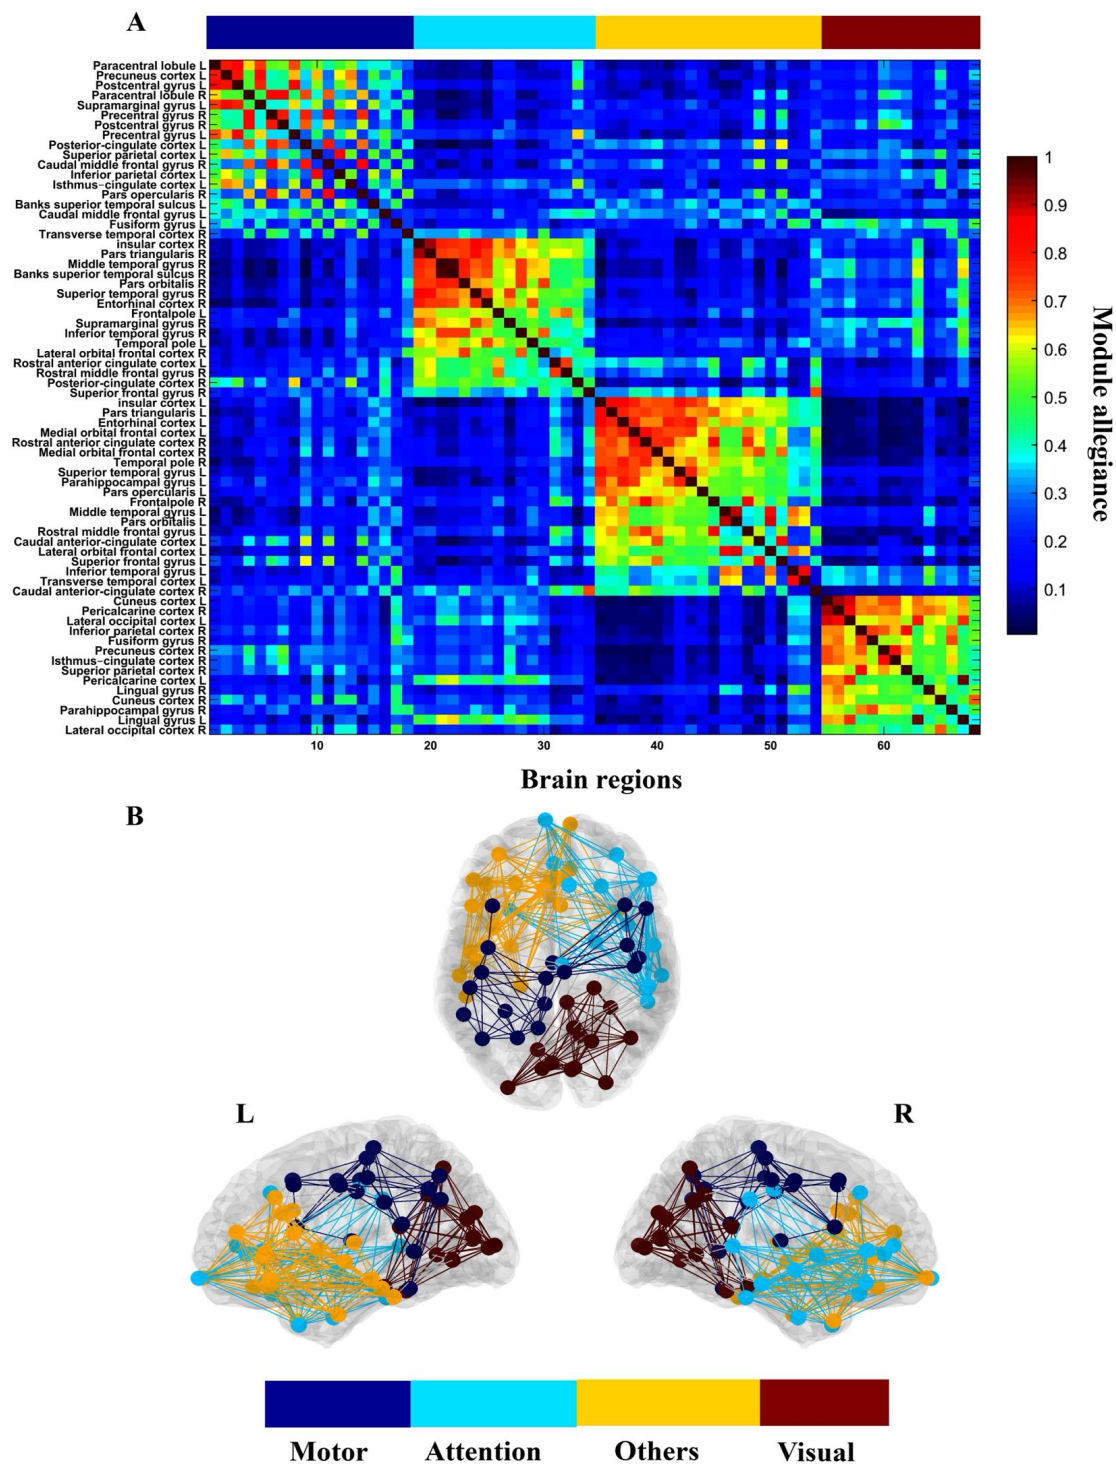 A
Paracentral lobule L
Precuneus cortex L
Postcentral gyrus L
Paracentral lobule R
Supramarginal gyrus L
Precentral gyrus R
Postcentral gyrus R
Precentral gyrus L
Posterior-cingulate cortex L
Superior parietal cortex L
Caudal middle frontal gyrus R
Inferior parietal cortex L
Isthmus-cingulate cortex L
Pars opercularis R
Banks superior temporal sulcus L
Caudal middle frontal gyrus L
Fusiform gyrus L
Transverse temporal cortex R
insular cortex R
Pars triangularis R
Middle temporal gyrus R
Banks superior temporal sulcus R
Pars orbitalis R
Superior temporal gyrus R
Entorhinal cortex R
Frontalpole L
Supramarginal gyrus R
Inferior temporal gyrus R
Temporal pole L
Lateral orbital frontal cortex R
Rostral anterior cingulate cortex L
Rostral middle frontal gyrus R
Posterior-cingulate cortex R
Superior frontal gyrus R
insular cortex L
Pars triangularis L
Entorhinal cortex L
Medial orbital frontal cortex L
Rostral anterior cingulate cortex R
Medial orbital frontal cortex R
Temporal pole R
Superior temporal gyrus L
Parahippocampal gyrus L
Pars opercularis L
Frontalpole R
Middle temporal gyrus L
Pars orbitalis L
Rostral middle frontal gyrus L
Caudal anterior-cingulate cortex L
Lateral orbital frontal cortex L
Superior frontal gyrus L
Inferior temporal gyrus L
Transverse temporal cortex L
Caudal anterior-cingulate cortex R
Cuneus cortex L
Pericalcarine cortex R
Lateral occipital cortex L
Inferior parietal cortex R
Fusiform gyrus R
Precuneus cortex R
Isthmus-cingulate cortex R
Superior parietal cortex R
Pericalcarine cortex L
Lingual gyrus R
Cuneus cortex R
Parahippocampal gyrus R
Lingual gyrus L
Lateral occipital cortex R
10 20 30 40 50 60
Brain regions
1
0.9
0.8
0.7
0.6
0.5
0.4
0.3
0.2
0.1
Module allegiance
B
L R
Motor Attention Others Visual